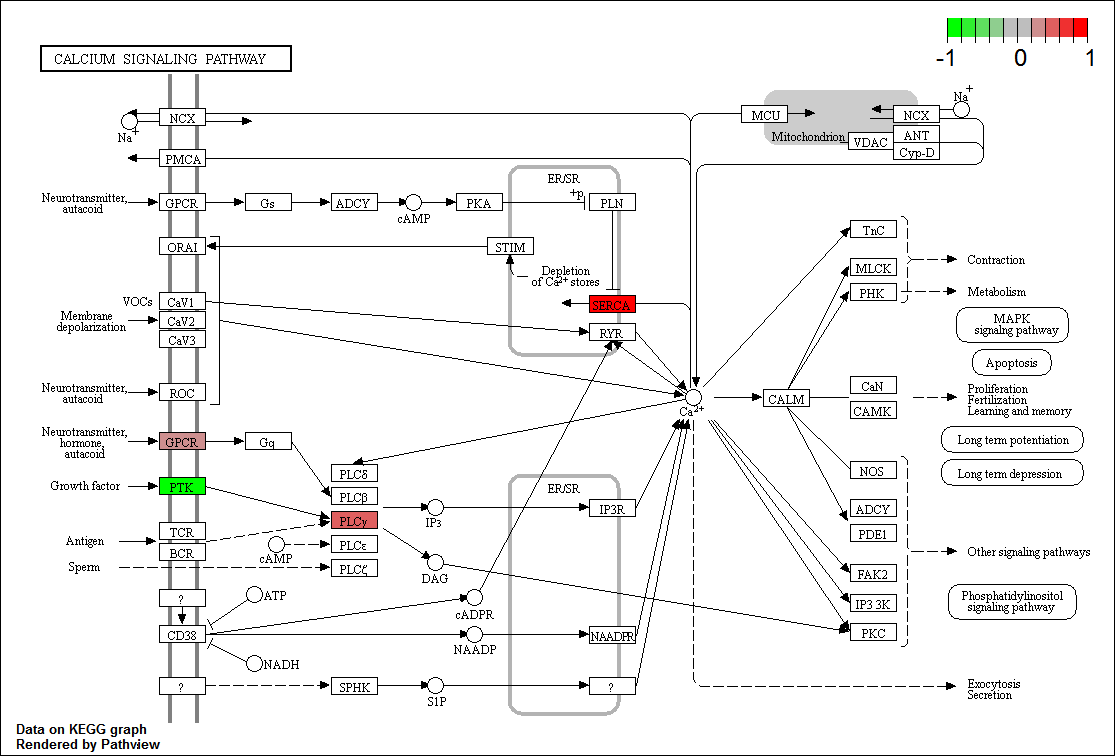 -1
0
1
CALCIUM SIGNALING PATHWAY
NCX
Na+
PMCA
Neurotransmitter,
autacoid
GPCR
Gs
ADCY
cAMP
PKA
ER/SR
+p
PLN
ORAI
STIM
Depletion
of Ca2+ stores
VOCs
CaV1
CaV2
CaV3
Membrane
depolarization
SERCA
RYR
Neurotransmitter,
autacoid
ROC
Neurotransmitter,
hormone,
autacoid
GPCR
Gq
Growth factor
PTK
Antigen
TCR
BCR
Sperm
cAMP
PLCδ
PLCβ
PLCγ
PLCε
PLCζ
IP3
DAG
ER/SR
IP3R
?
ATP
CD38
NADH
cADPR
NAADP
NAADPR
?
SPHK
S1P
?
MCU
Mitochondrion
NCX
Na+
VDAC
ANT
Cyp-D
Ca2+
CALM
TnC
MLCK
PHK
CaN
CAMK
NOS
ADCY
PDE1
FAK2
IP3 3K
PKC
Contraction
Metabolism
MAPK
signalng pathway
Apoptosis
Proliferation
Fertilization
Learning and memory
Long term potentiation
Long term depression
Other signaling pathways
Phosphatidylinositol
signaling pathway
Exocytosis
Secretion
Data on KEGG graph
Rendered by Pathview